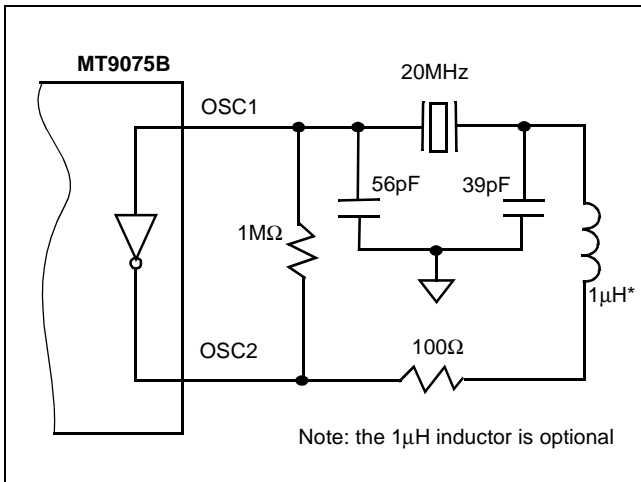 MT9075B
20MHz
OSC1
56pF
39pF
1MΩ
1µH*
OSC2
100Ω
Note: the 1µH inductor is optional